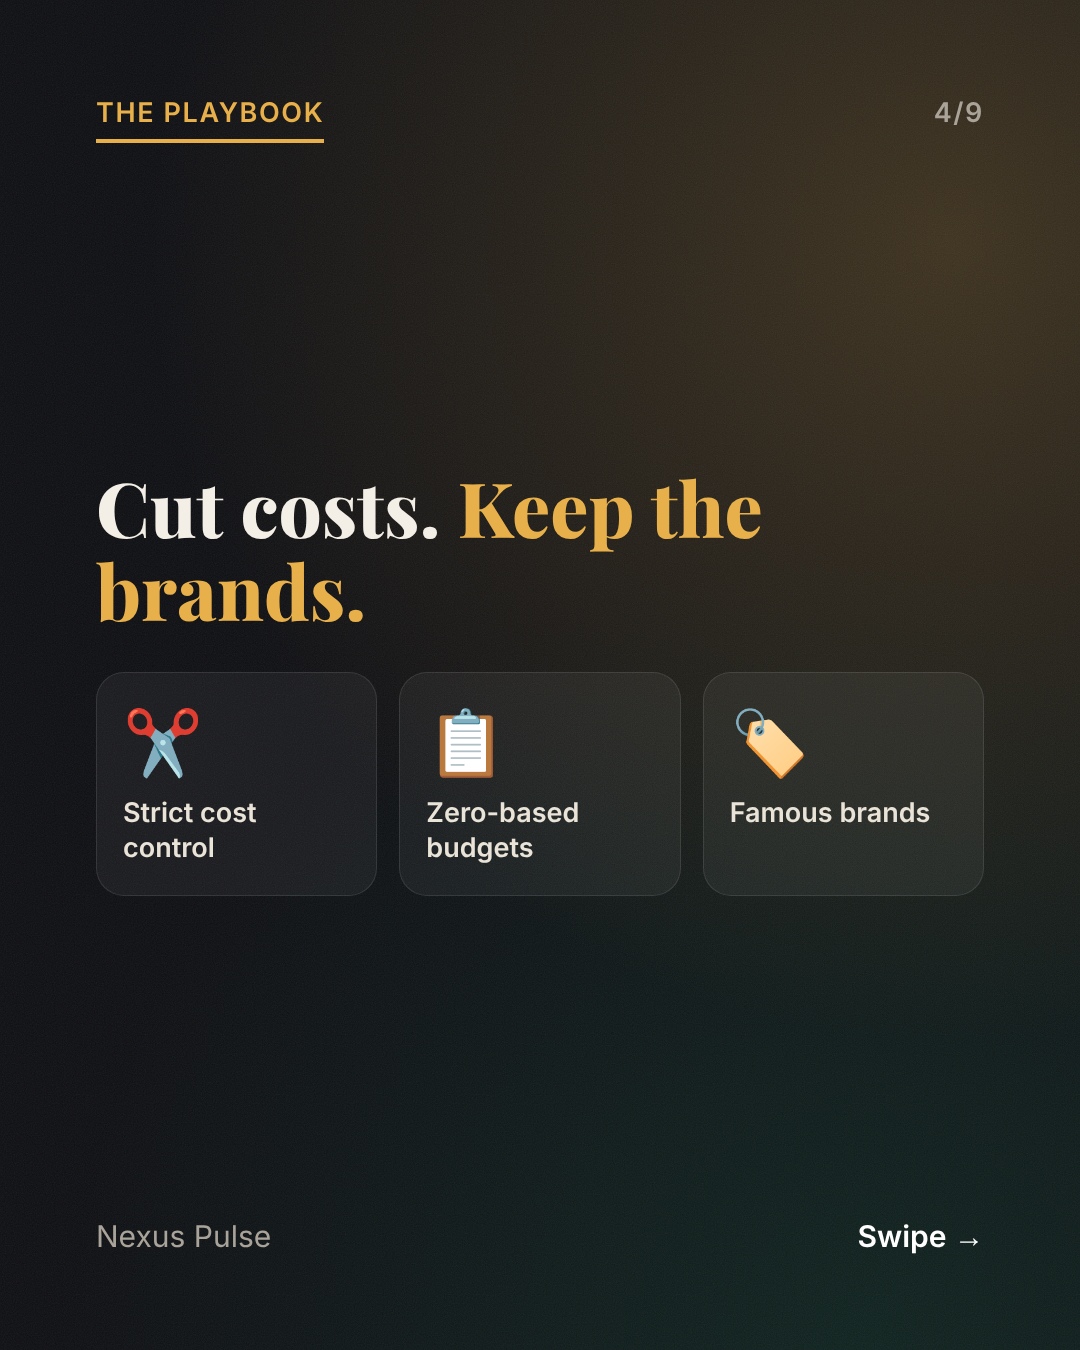 THE PLAYBOOK
4/9
Cut costs. Keep the
brands.
Strict cost
control
Zero-based
budgets
Famous brands
Nexus Pulse
Swipe →